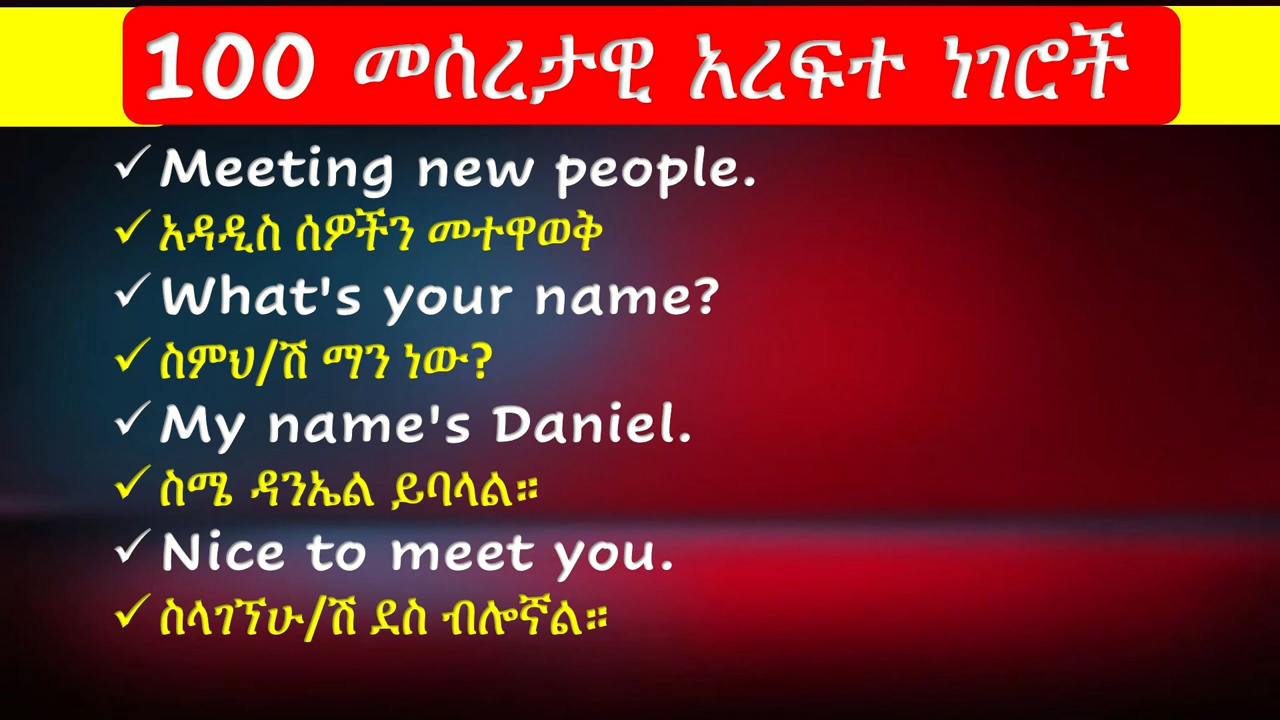 100 መሰረታዊ አረፍተ ነገሮች
✓ Meeting new people.
✓ አዳዲስ ሰዎችን መተዋወቅ
✓ What's your name?
✓ ስምህ/ሽ ማን ነው?
✓ My name's Daniel.
✓ ስሜ ዳንኤል ይባላል።
✓ Nice to meet you.
✓ ስላገኘሁ/ሽ ደስ ብሎኛል።